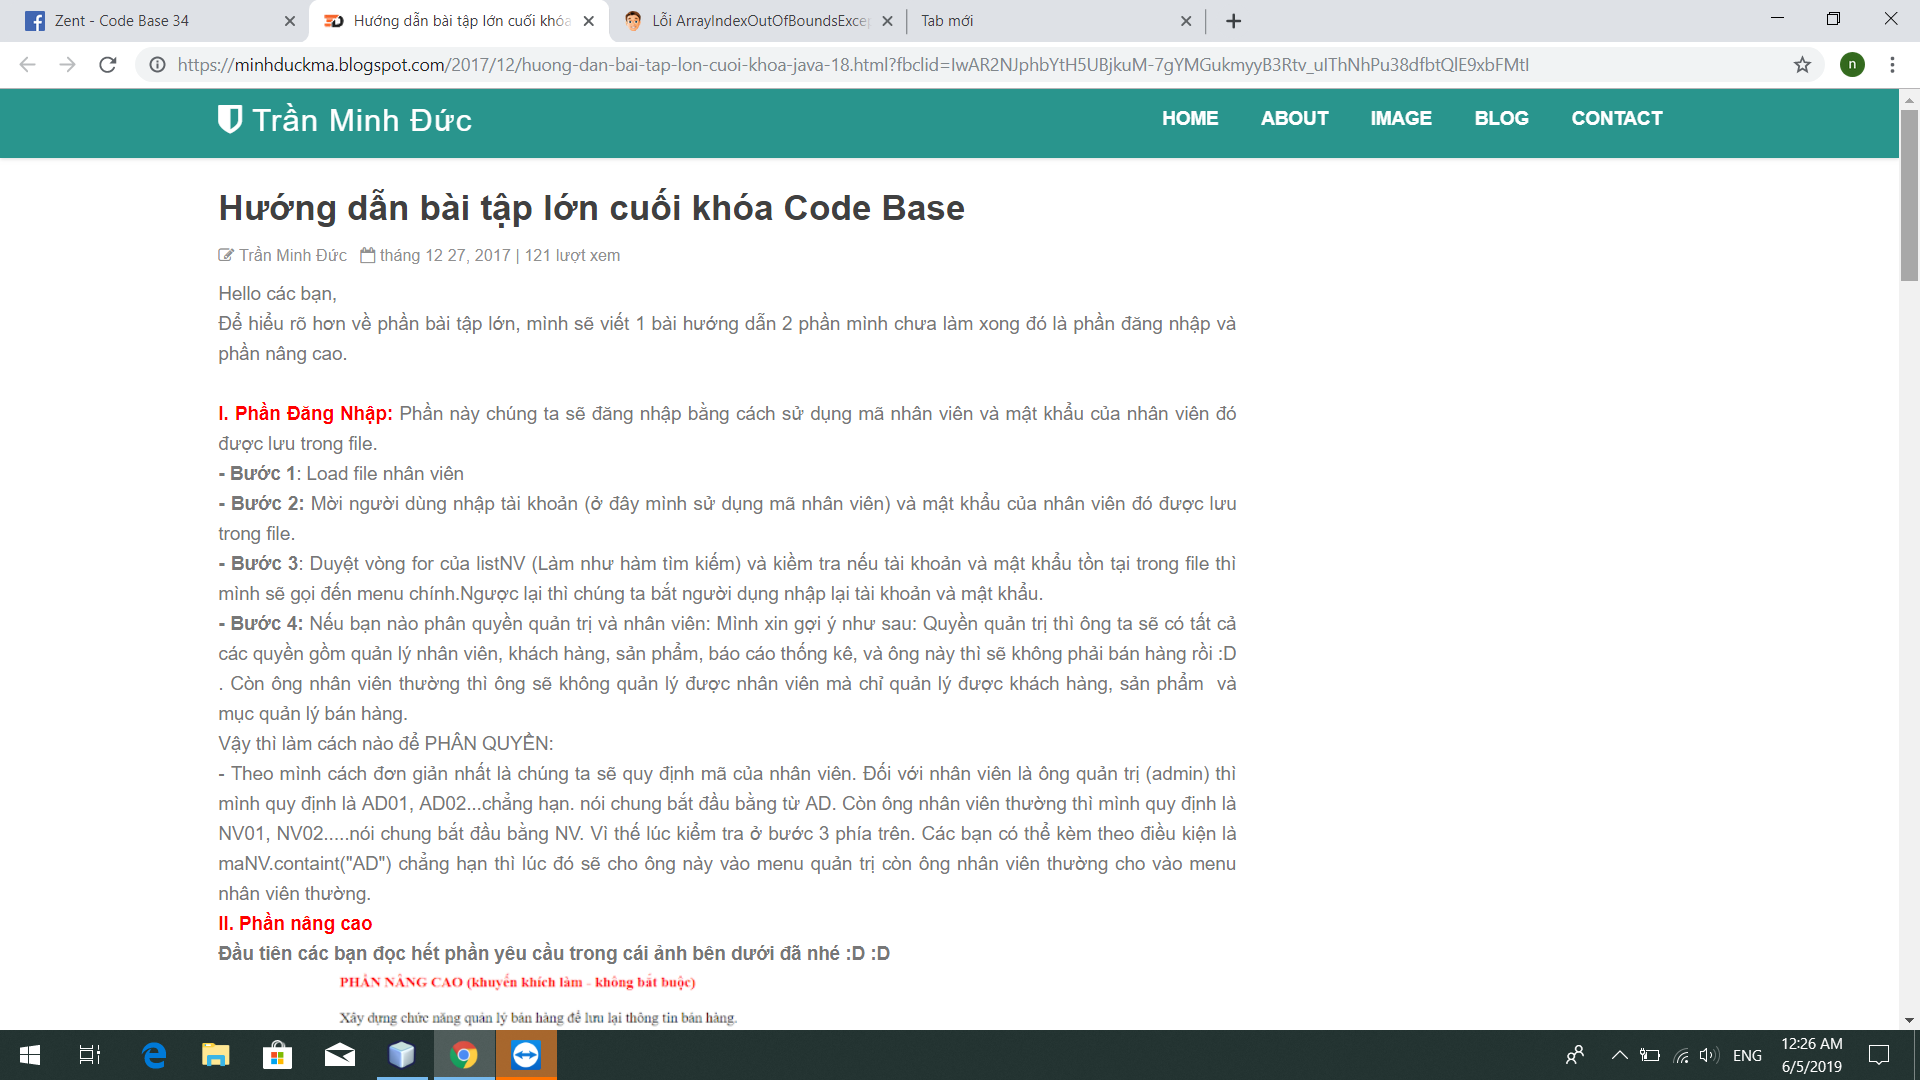 Zent - Code Base 34
Hướng dẫn bài tập lớn cuối khóa
Lỗi ArrayIndexOutOfBoundsExcep
Tab mới
https://minhduckma.blogspot.com/2017/12/huong-dan-bai-tap-lon-cuoi-khoa-java-18.html?fbclid=IwAR2NJphbYtH5UBjkuM-7gYMGukmyyB3Rtv_uIThNhPu38dfbtQlE9xbFMtI
n
Trần Minh Đức
HOME ABOUT IMAGE BLOG CONTACT
Hướng dẫn bài tập lớn cuối khóa Code Base
Trần Minh Đức tháng 12 27, 2017 | 121 lượt xem
Hello các bạn,
Để hiểu rõ hơn về phần bài tập lớn, mình sẽ viết 1 bài hướng dẫn 2 phần mình chưa làm xong đó là phần đăng nhập và
phần nâng cao.
I. Phần Đăng Nhập: Phần này chúng ta sẽ đăng nhập bằng cách sử dụng mã nhân viên và mật khẩu của nhân viên đó
được lưu trong file.
- Bước 1: Load file nhân viên
- Bước 2: Mời người dùng nhập tài khoản (ở đây mình sử dụng mã nhân viên) và mật khẩu của nhân viên đó được lưu
trong file.
- Bước 3: Duyệt vòng for của listNV (Làm như hàm tìm kiếm) và kiềm tra nếu tài khoản và mật khẩu tồn tại trong file thì
mình sẽ gọi đến menu chính.Ngược lại thì chúng ta bắt người dụng nhập lại tài khoản và mật khẩu.
- Bước 4: Nếu bạn nào phân quyền quản trị và nhân viên: Mình xin gợi ý như sau: Quyền quản trị thì ông ta sẽ có tất cả
các quyền gồm quản lý nhân viên, khách hàng, sản phẩm, báo cáo thống kê, và ông này thì sẽ không phải bán hàng rồi :D
. Còn ông nhân viên thường thì ông sẽ không quản lý được nhân viên mà chỉ quản lý được khách hàng, sản phẩm và
mục quản lý bán hàng.
Vậy thì làm cách nào để PHÂN QUYỀN:
- Theo mình cách đơn giản nhất là chúng ta sẽ quy định mã của nhân viên. Đối với nhân viên là ông quản trị (admin) thì
mình quy định là AD01, AD02...chẳng hạn. nói chung bắt đầu bằng từ AD. Còn ông nhân viên thường thì mình quy định là
NV01, NV02.....nói chung bắt đầu bằng NV. Vì thế lúc kiểm tra ở bước 3 phía trên. Các bạn có thể kèm theo điều kiện là
maNV.containt("AD") chẳng hạn thì lúc đó sẽ cho ông này vào menu quản trị còn ông nhân viên thường cho vào menu
nhân viên thường.
II. Phần nâng cao
Đầu tiên các bạn đọc hết phần yêu cầu trong cái ảnh bên dưới đã nhé :D :D
PHẦN NÂNG CAO (khuyến khích làm - không bắt buộc)
Xây dựng chức năng quản lý bán hàng để lưu lại thông tin bán hàng.
ENG
12:26 AM
6/5/2019